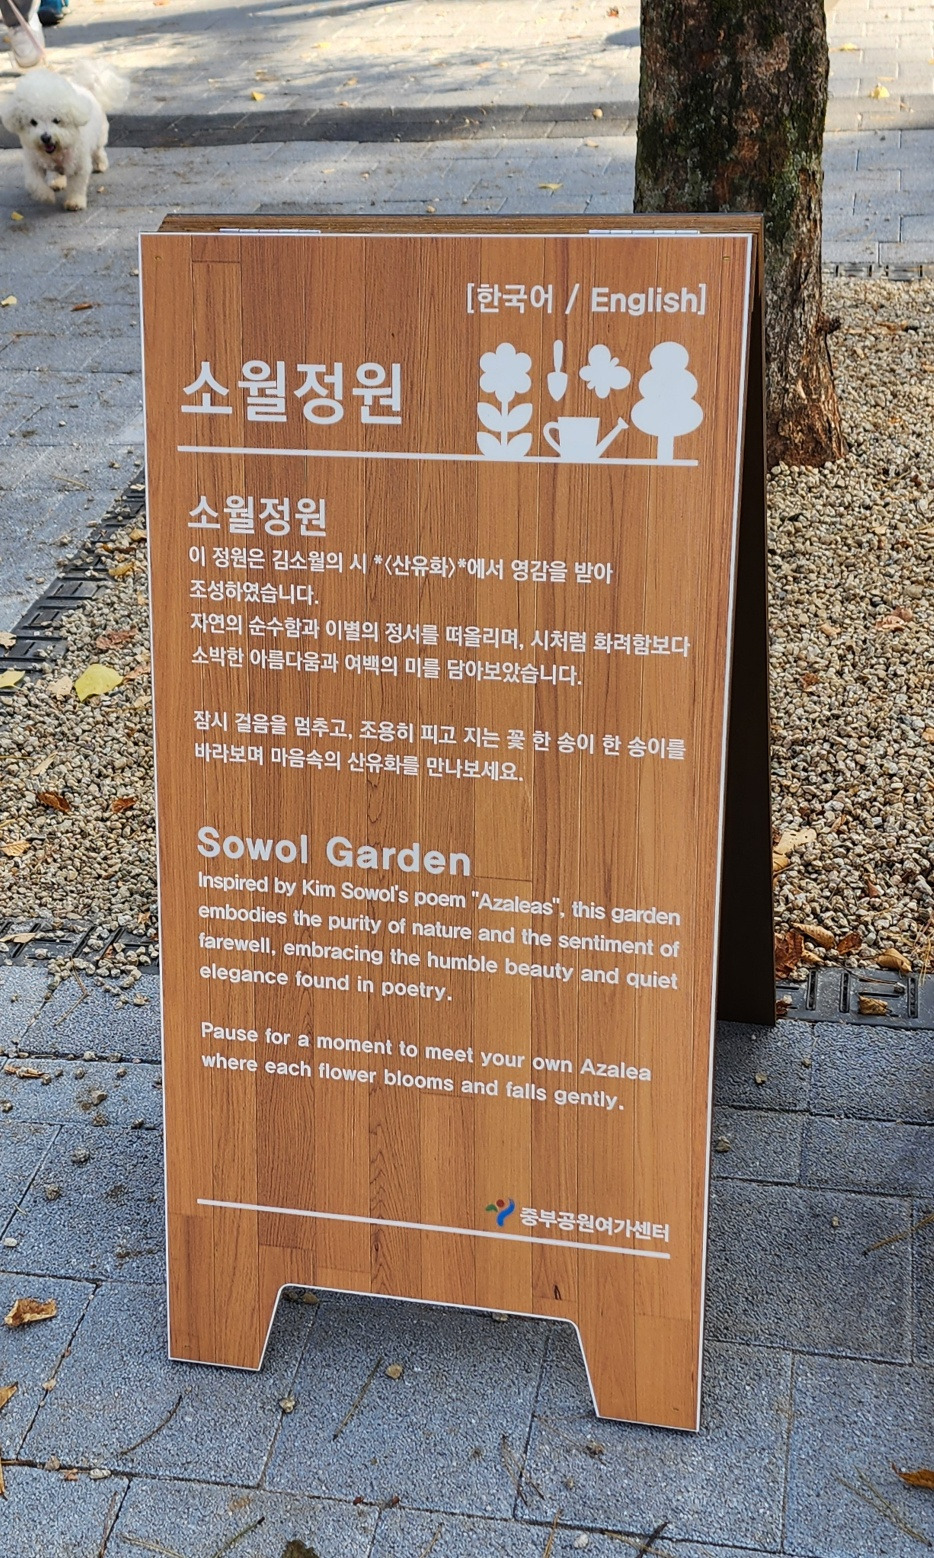 [한국어 / English]
소월정원
소월정원
이 정원은 김소월의 시 *<산유화>*에서 영감을 받아
조성하였습니다.
자연의 순수함과 이별의 정서를 떠올리며, 시처럼 화려함보다
소박한 아름다움과 여백의 미를 담아보았습니다.
잠시 걸음을 멈추고, 조용히 피고 지는 꽃 한 송이 한 송이를
바라보며 마음속의 산유화를 만나보세요.
Sowol Garden
Inspired by Kim Sowol's poem "Azaleas", this garden
embodies the purity of nature and the sentiment of
farewell, embracing the humble beauty and quiet
elegance found in poetry.
Pause for a moment to meet your own Azalea
where each flower blooms and falls gently.
중부공원여가센터